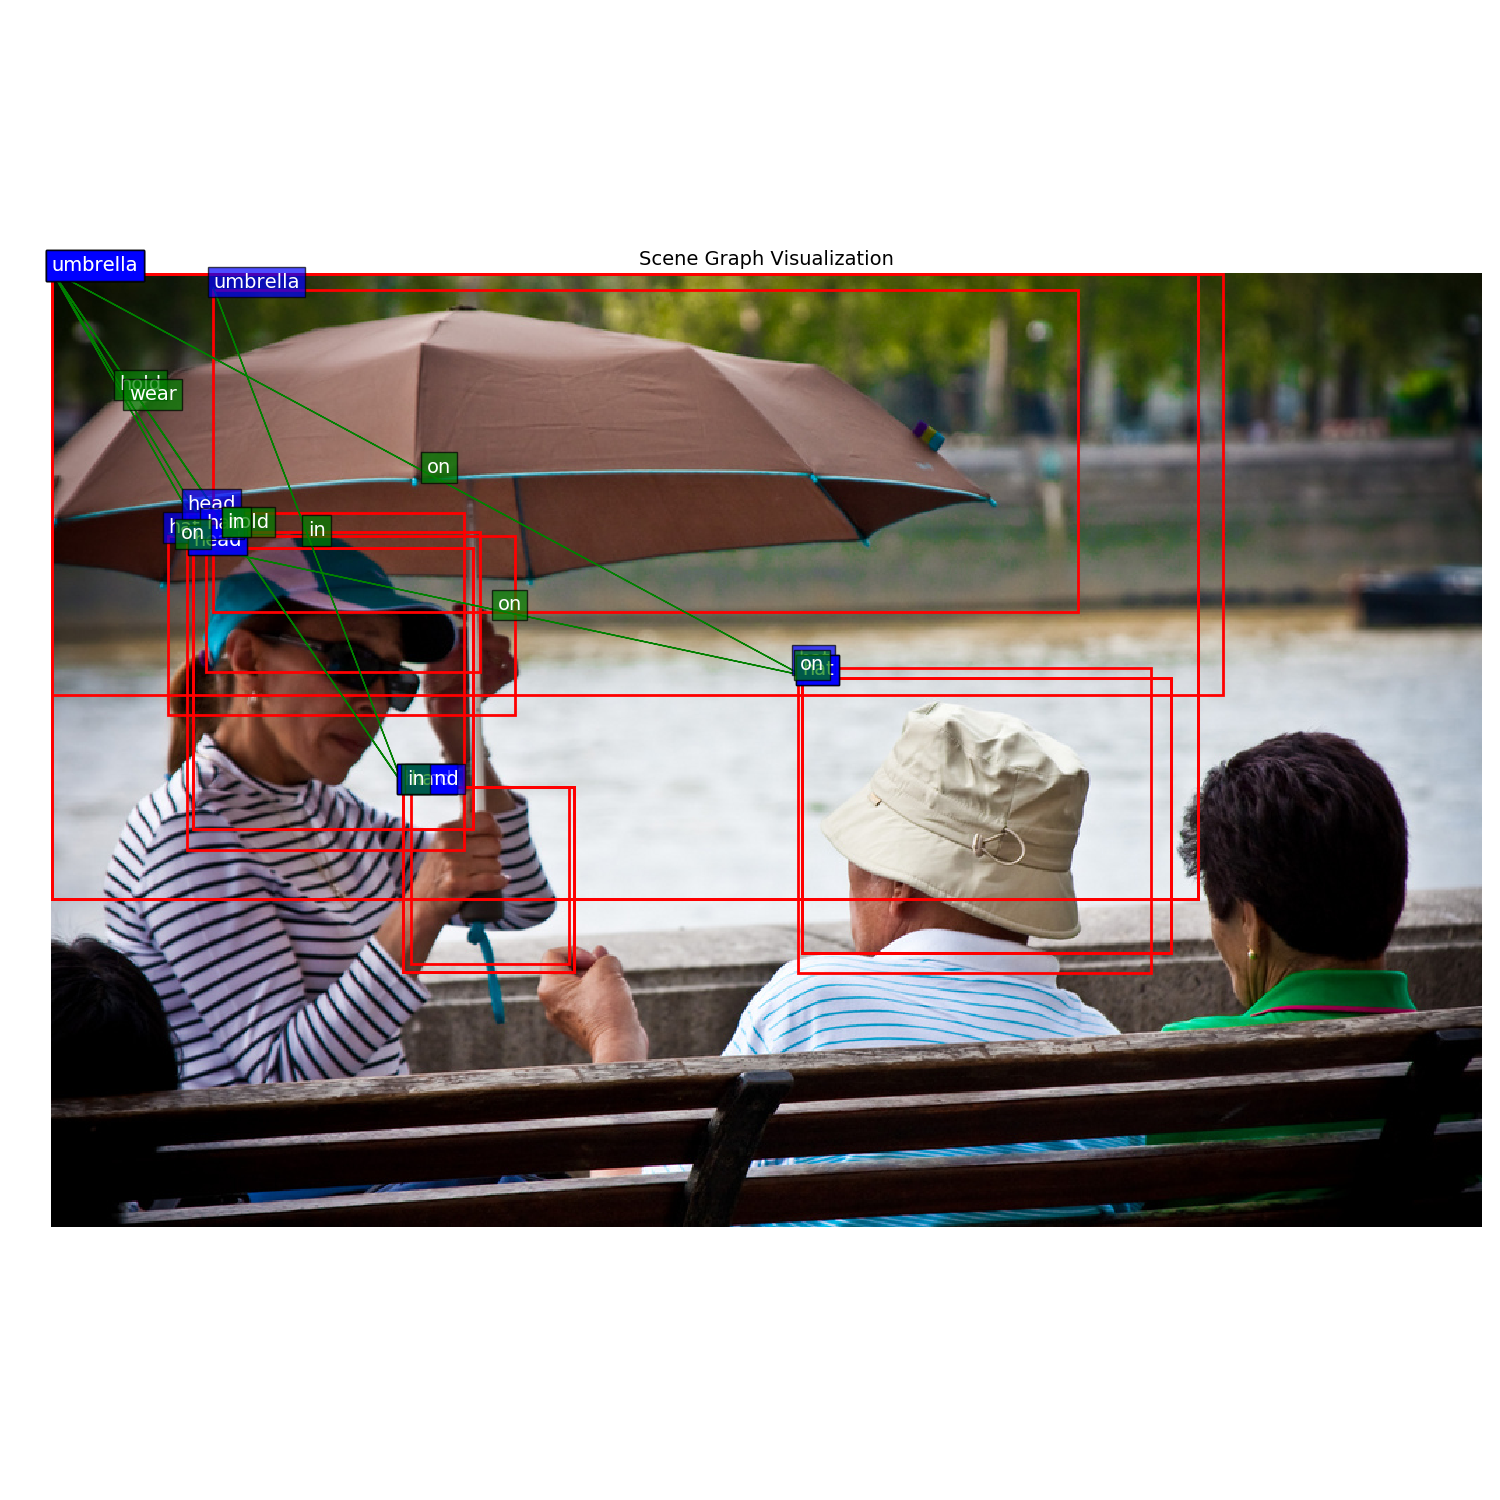 Scene Graph Visualization
umbrella
umbrella
hold
wear
on
head
hat
in
hold
in
on
head
on
on
hat
in
hand